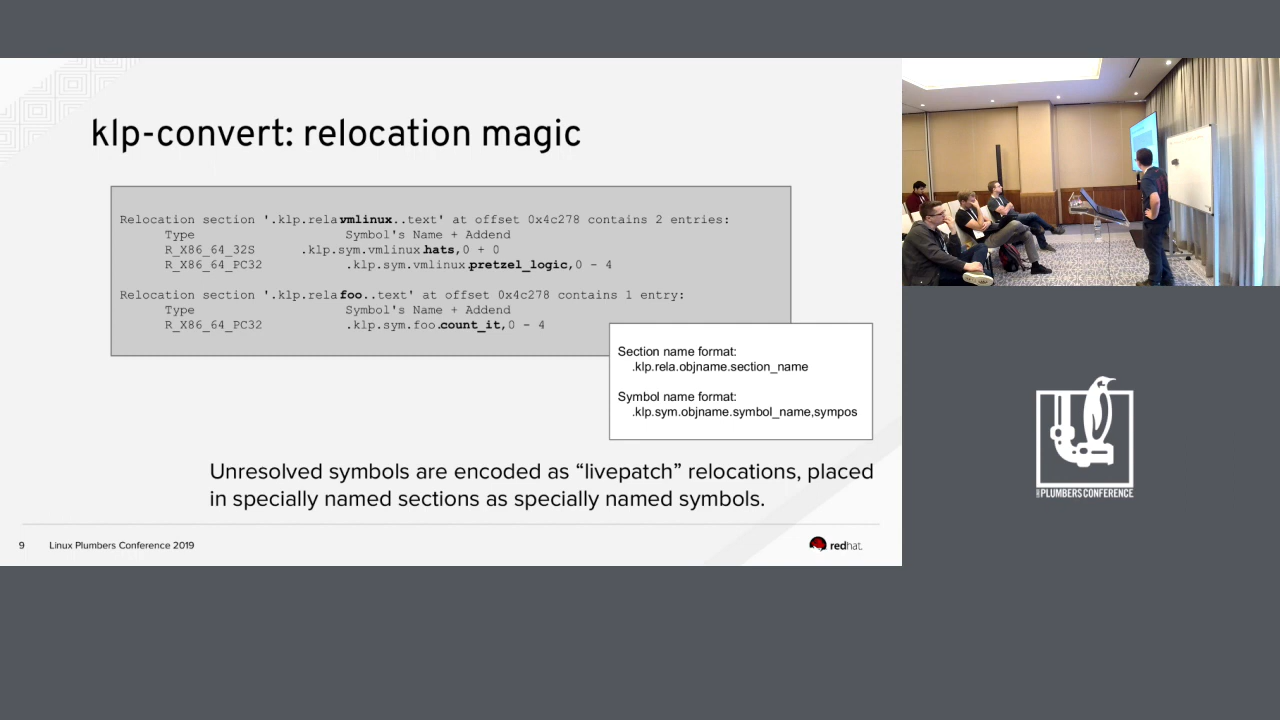 klp-convert: relocation magic
Relocation section '.klp.rela.vmlinux..text' at offset 0x4c278 contains 2 entries:
Type Symbol's Name + Addend
R_X86_64_32S .klp.sym.vmlinux.hats,0 + 0
R_X86_64_PC32 .klp.sym.vmlinux.pretzel_logic,0 - 4
Relocation section '.klp.rela.foo..text' at offset 0x4c278 contains 1 entry:
Type Symbol's Name + Addend
R_X86_64_PC32 .klp.sym.foo.count_it,0 - 4
Section name format:
.klp.rela.objname.section_name
Symbol name format:
.klp.sym.objname.symbol_name,sympos
Unresolved symbols are encoded as “livepatch” relocations, placed
in specially named sections as specially named symbols.
9 Linux Plumbers Conference 2019
redhat.
PLUMBERS CONFERENCE